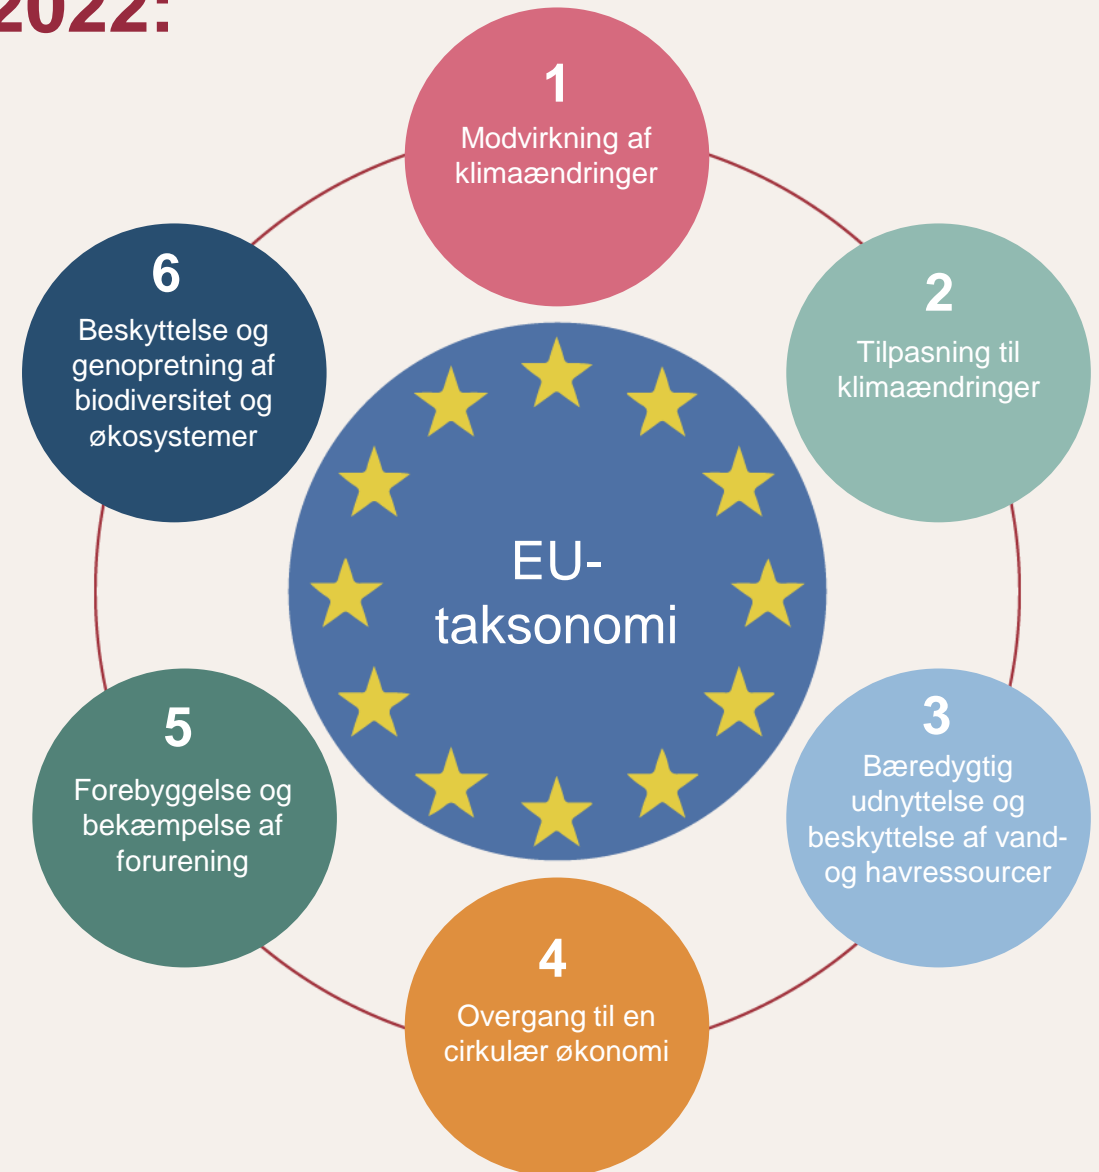 2022:
1
Modvirkning af
klimaændringer
2
Tilpasning til
klimaændringer
3
Bæredygtig
udnyttelse og
beskyttelse af vand-
og havressourcer
4
Overgang til en
cirkulær økonomi
5
Forebyggelse og
bekæmpelse af
forurening
6
Beskyttelse og
genopretning af
biodiversitet og
økosystemer
EU-
taksonomi